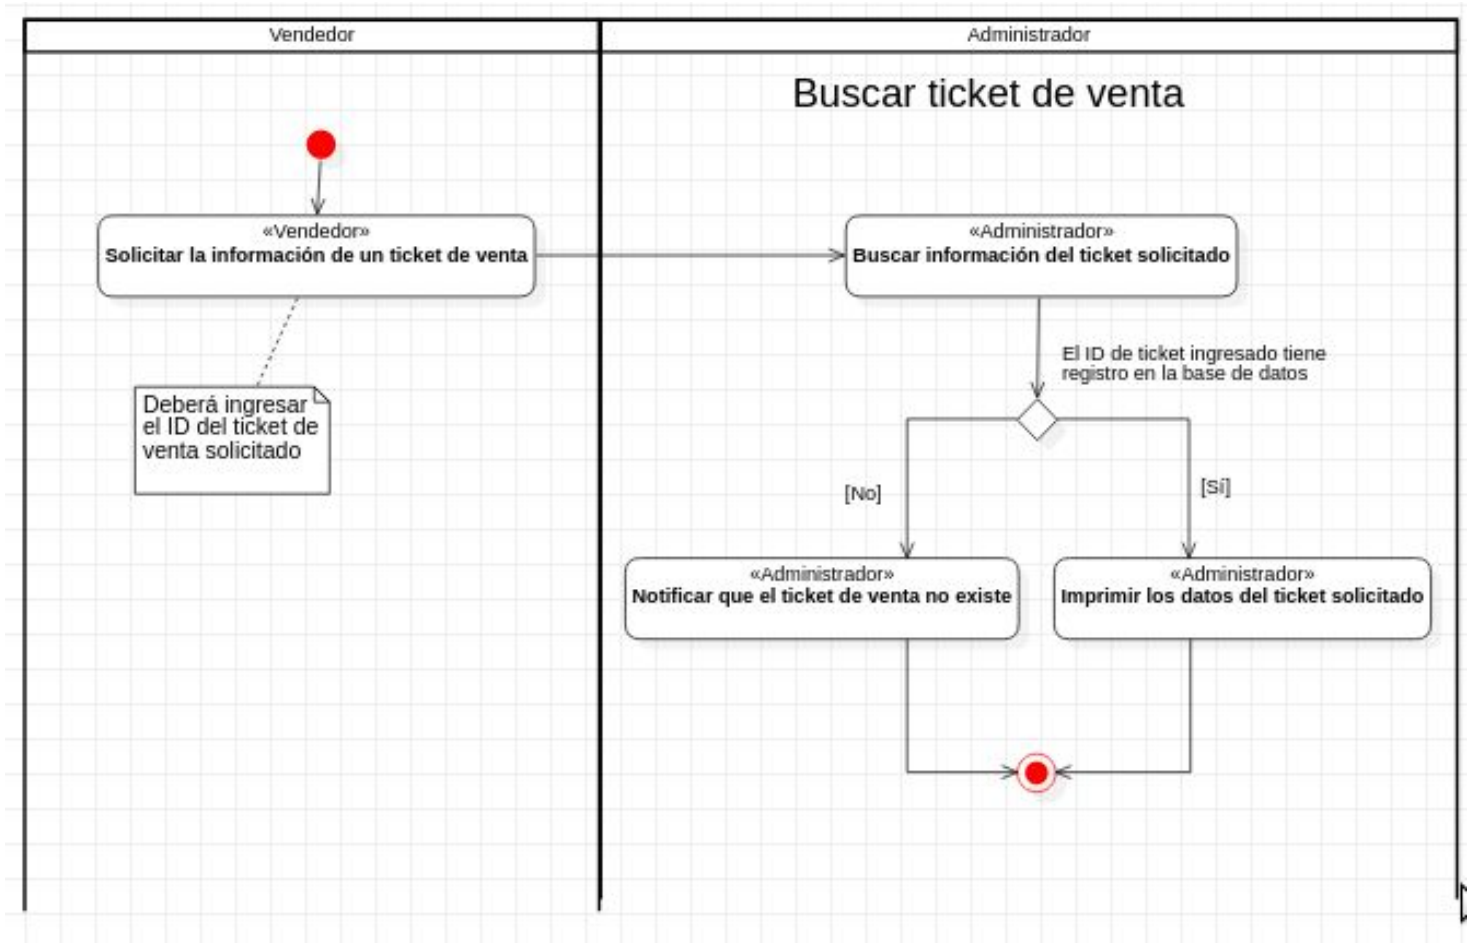 Vendedor
Administrador
Buscar ticket de venta
«Vendedor»
Solicitar la información de un ticket de venta
«Administrador»
Buscar información del ticket solicitado
El ID de ticket ingresado tiene
registro en la base de datos
Deberá ingresar
el ID del ticket de
venta solicitado
[No]
[Sí]
«Administrador»
Notificar que el ticket de venta no existe
«Administrador»
Imprimir los datos del ticket solicitado